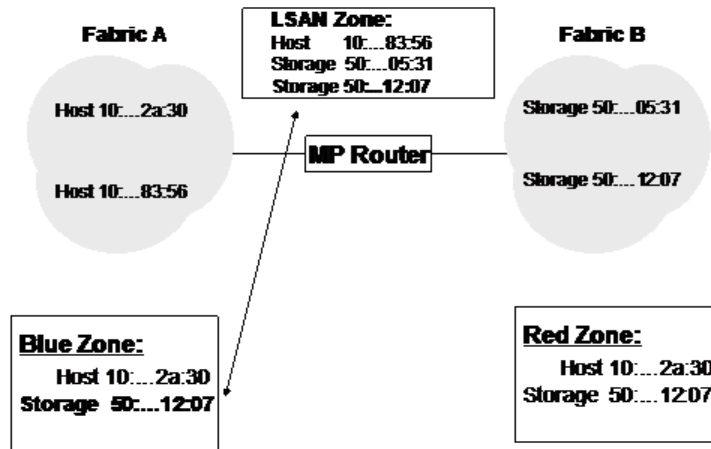 LSAN Zone:
Host 10:...83:56
Storage 50:...05:31
Storage 50:...12:07
Fabric A
Fabric B
Host 10:...2a:30
Host 10:...83:56
MP Router
Storage 50:...05:31
Storage 50:...12:07
Blue Zone:
Host 10:...2a:30
Storage 50:...12:07
Red Zone:
Host 10:...2a:30
Storage 50:...12:07